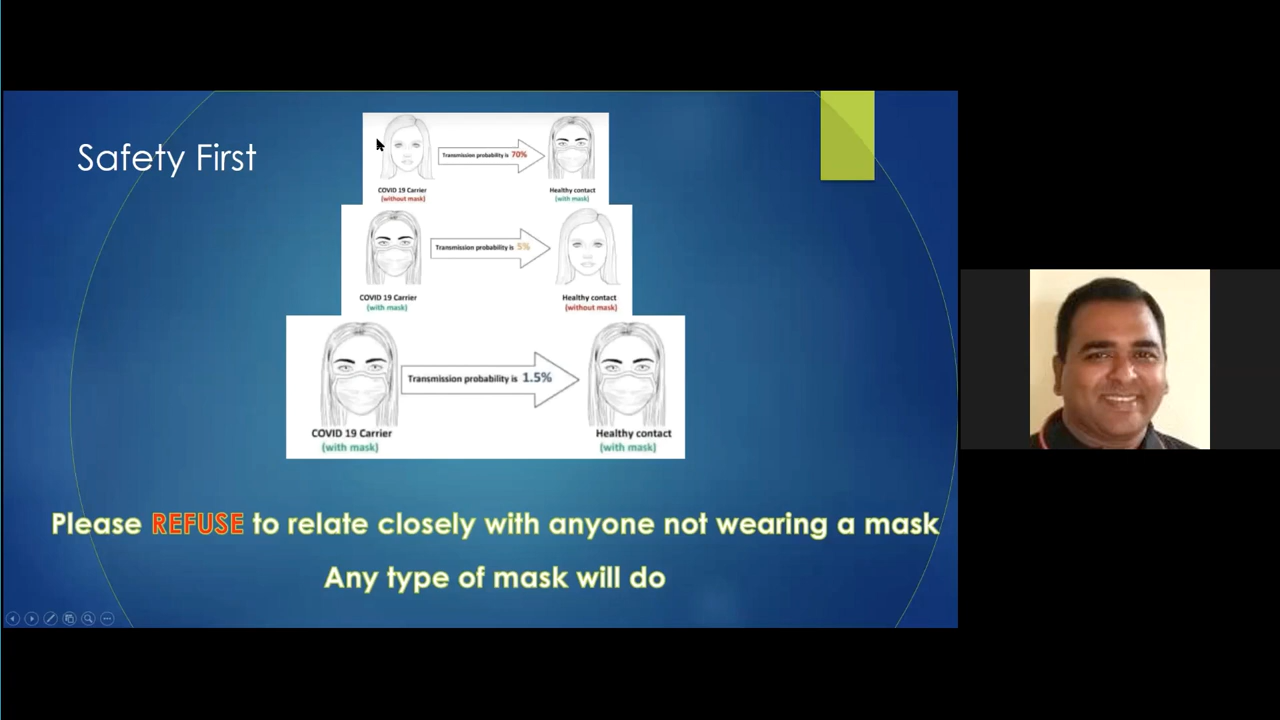 Safety First
Transmission probability is 70%
COVID 19 Carrier
Healthy contact
(without mask)
(with mask)
Transmission probability is 5%
COVID 19 Carrier
Healthy contact
(with mask)
(without mask)
Transmission probability is 1.5%
COVID 19 Carrier
Healthy contact
(with mask)
(with mask)
Please REFUSE to relate closely with anyone not wearing a mask
Any type of mask will do